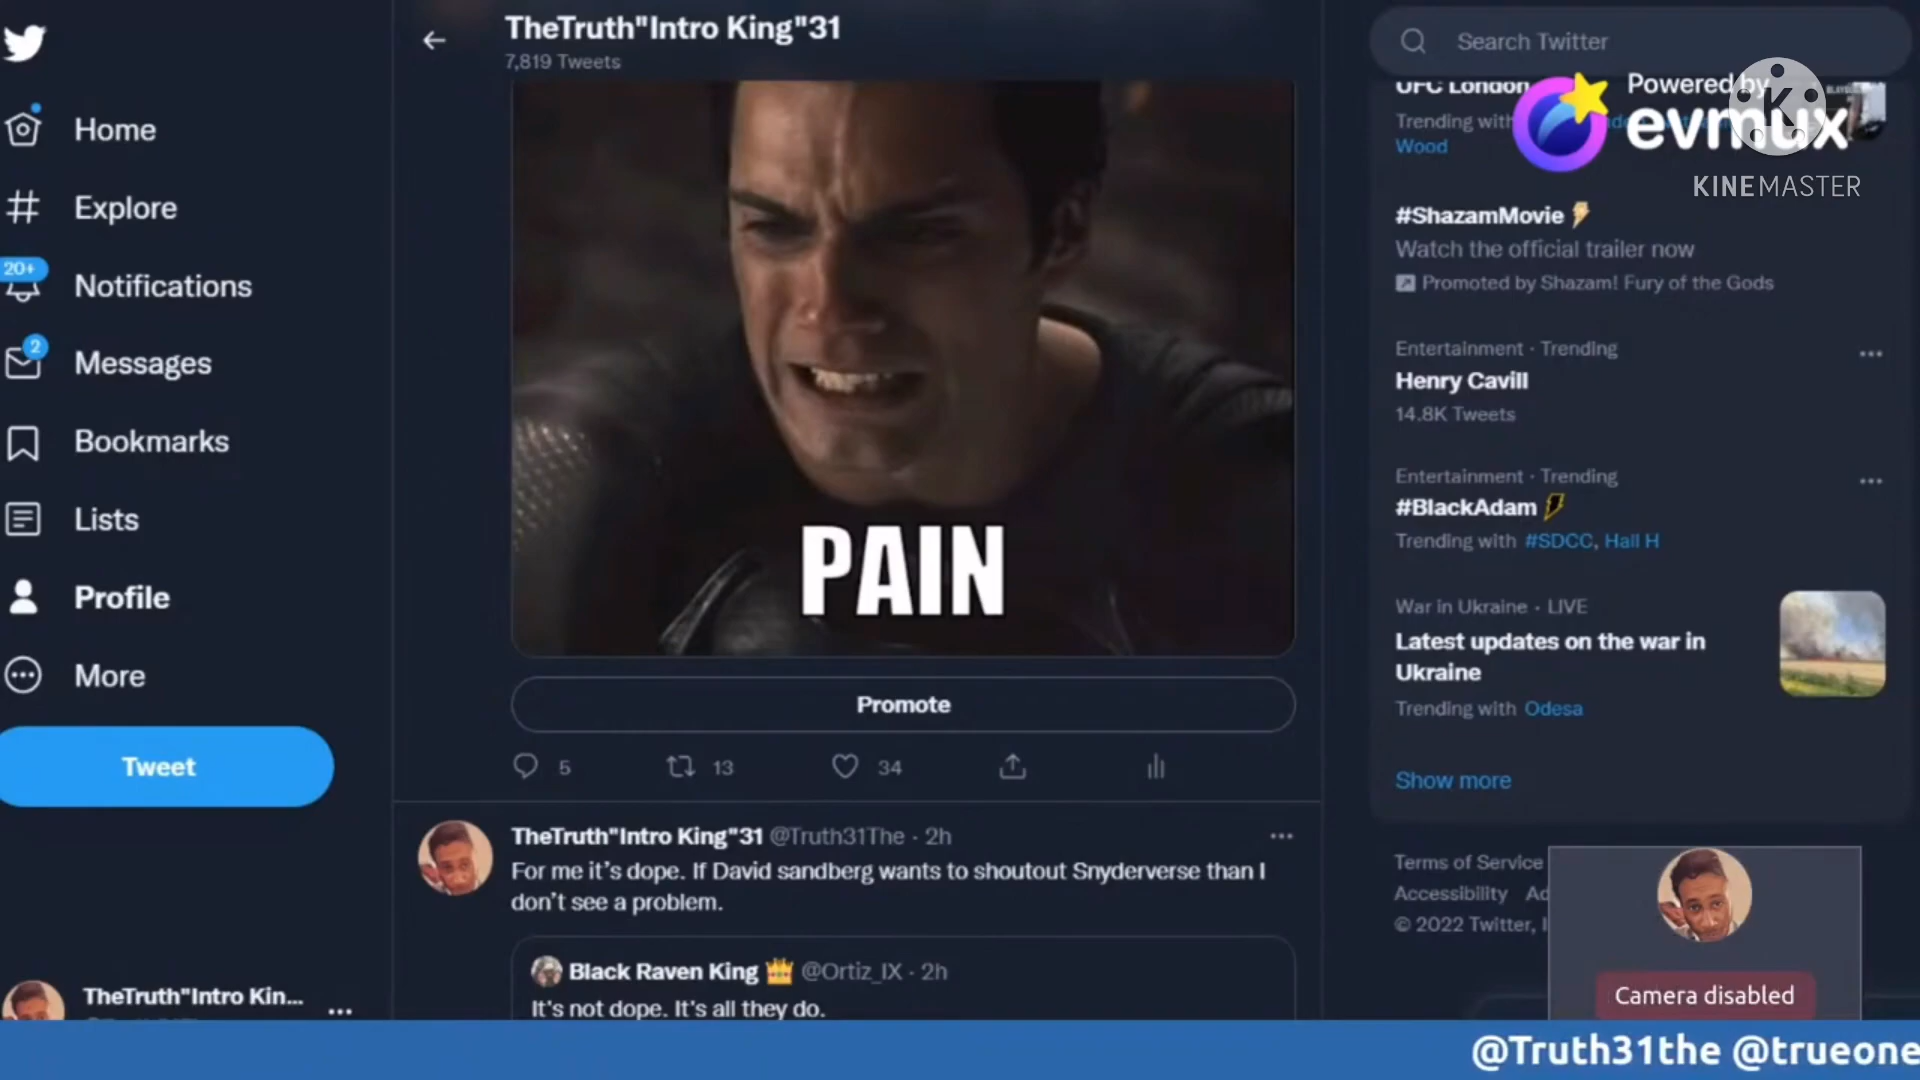 TheTruth"Intro King"31
7,819 Tweets
Home
Explore
20+
Notifications
2
Messages
Bookmarks
Lists
Profile
More
Tweet
TheTruth"Intro Kin...
PAIN
Promote
5
13
34
TheTruth"Intro King"31 @Truth31The · 2h
For me it's dope. If David sandberg wants to shoutout Snyderverse than I
don't see a problem.
Black Raven King 👑 @Ortiz_IX · 2h
It's not dope. It's all they do.
Search Twitter
UFC London
Trending with
Wood
Powered by
evmux
K
KINEMASTER
#ShazamMovie
Watch the official trailer now
Promoted by Shazam! Fury of the Gods
Entertainment · Trending
Henry Cavill
14.8K Tweets
Entertainment · Trending
#BlackAdam
Trending with #SDCC, Hall H
War in Ukraine · LIVE
Latest updates on the war in
Ukraine
Trending with Odesa
Show more
Terms of Service
Accessibility Ad
© 2022 Twitter, I
Camera disabled
@Truth31the @trueone